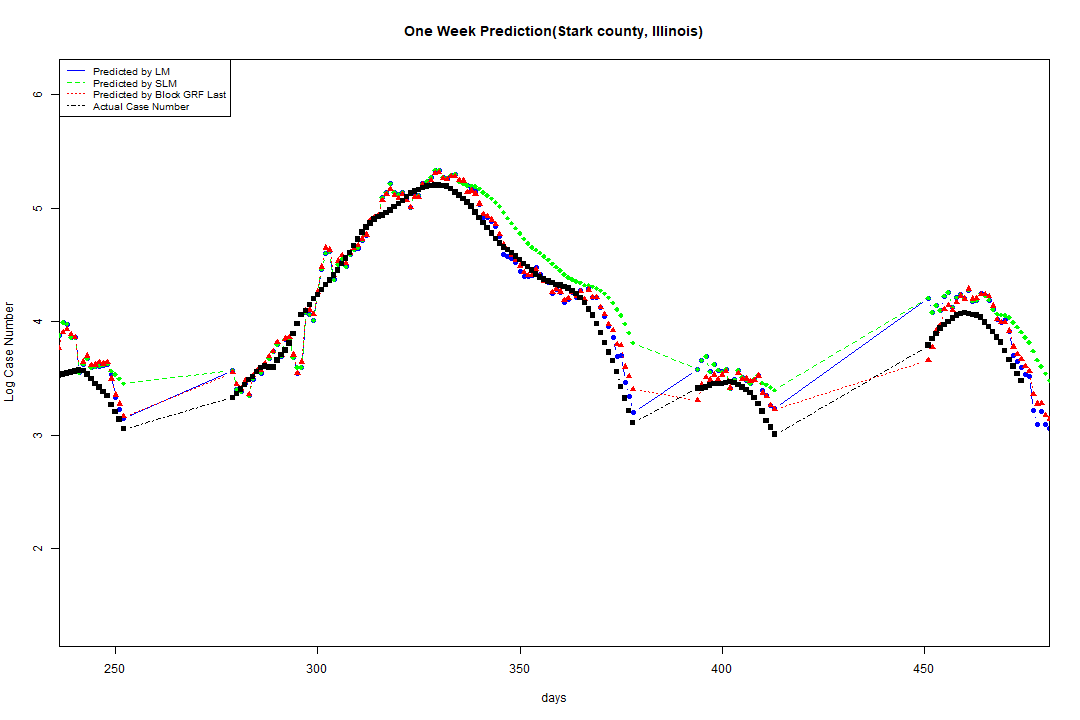 One Week Prediction(Stark county, Illinois)
Predicted by LM
Predicted by SLM
Predicted by Block GRF Last
Actual Case Number
6
5
4
3
2
Log Case Number
250 300 350 400 450
days